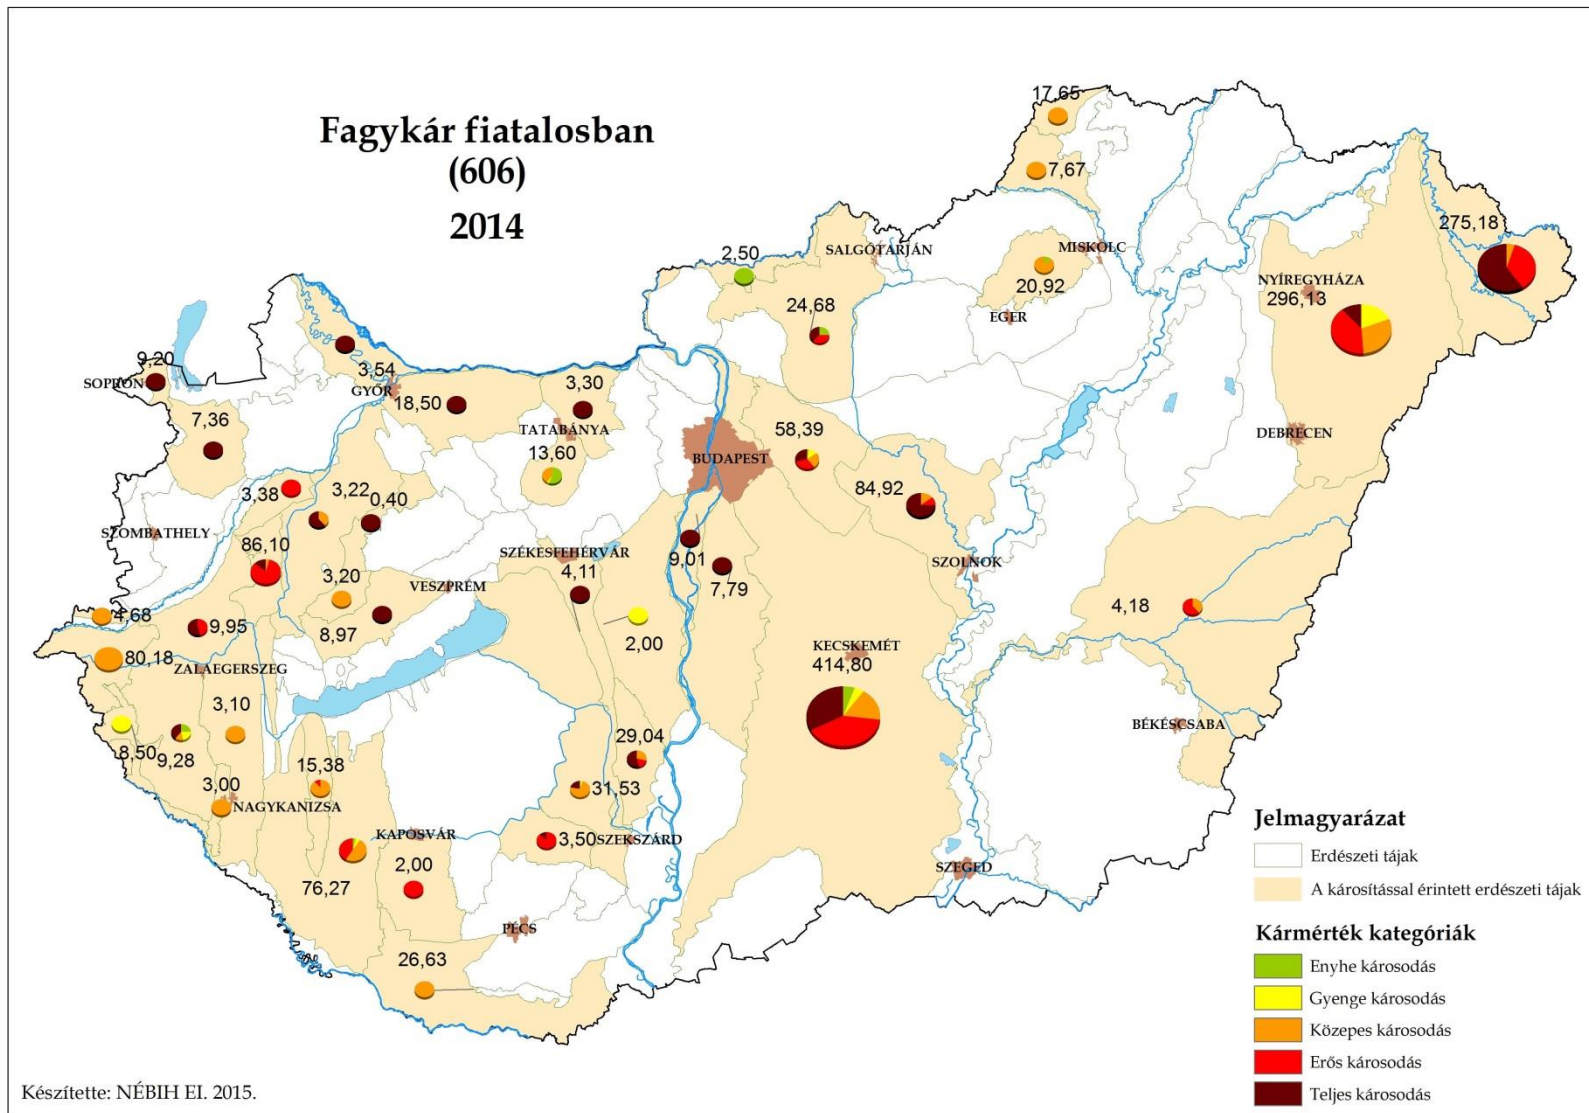 Fagykár fiatalosban
(606)
2014
17,65
7,67
275,18
SALGÓTARJÁN
MISKOLC
2,50
20,92
NYÍREGYHÁZA
296,13
24,68
EGER
9,20
SOPRON
3,54
GYŐR
18,50
3,30
TATABÁNYA
7,36
13,60
BUDAPEST
58,39
DEBRECEN
3,38
3,22
0,40
84,92
SZOMBATHELY
86,10
SZÉKESFEHÉRVÁR
4,11
9,01
7,79
SZOLNOK
3,20
VESZPRÉM
4,68
9,95
8,97
2,00
4,18
80,18
ZALAEGERSZEG
KECSKEMÉT
414,80
3,10
8,50
9,28
29,04
BÉKÉSCSABA
15,38
3,00
NAGYKANIZSA
31,53
KAPOSVÁR
3,50
SZEKSZÁRD
76,27
2,00
SZEGED
PÉCS
26,63
Jelmagyarázat
Erdészeti tájak
A károsítással érintett erdészeti tájak
Kármérték kategóriák
Enyhe károsodás
Gyenge károsodás
Közepes károsodás
Erős károsodás
Teljes károsodás
Készítette: NÉBIH EI. 2015.